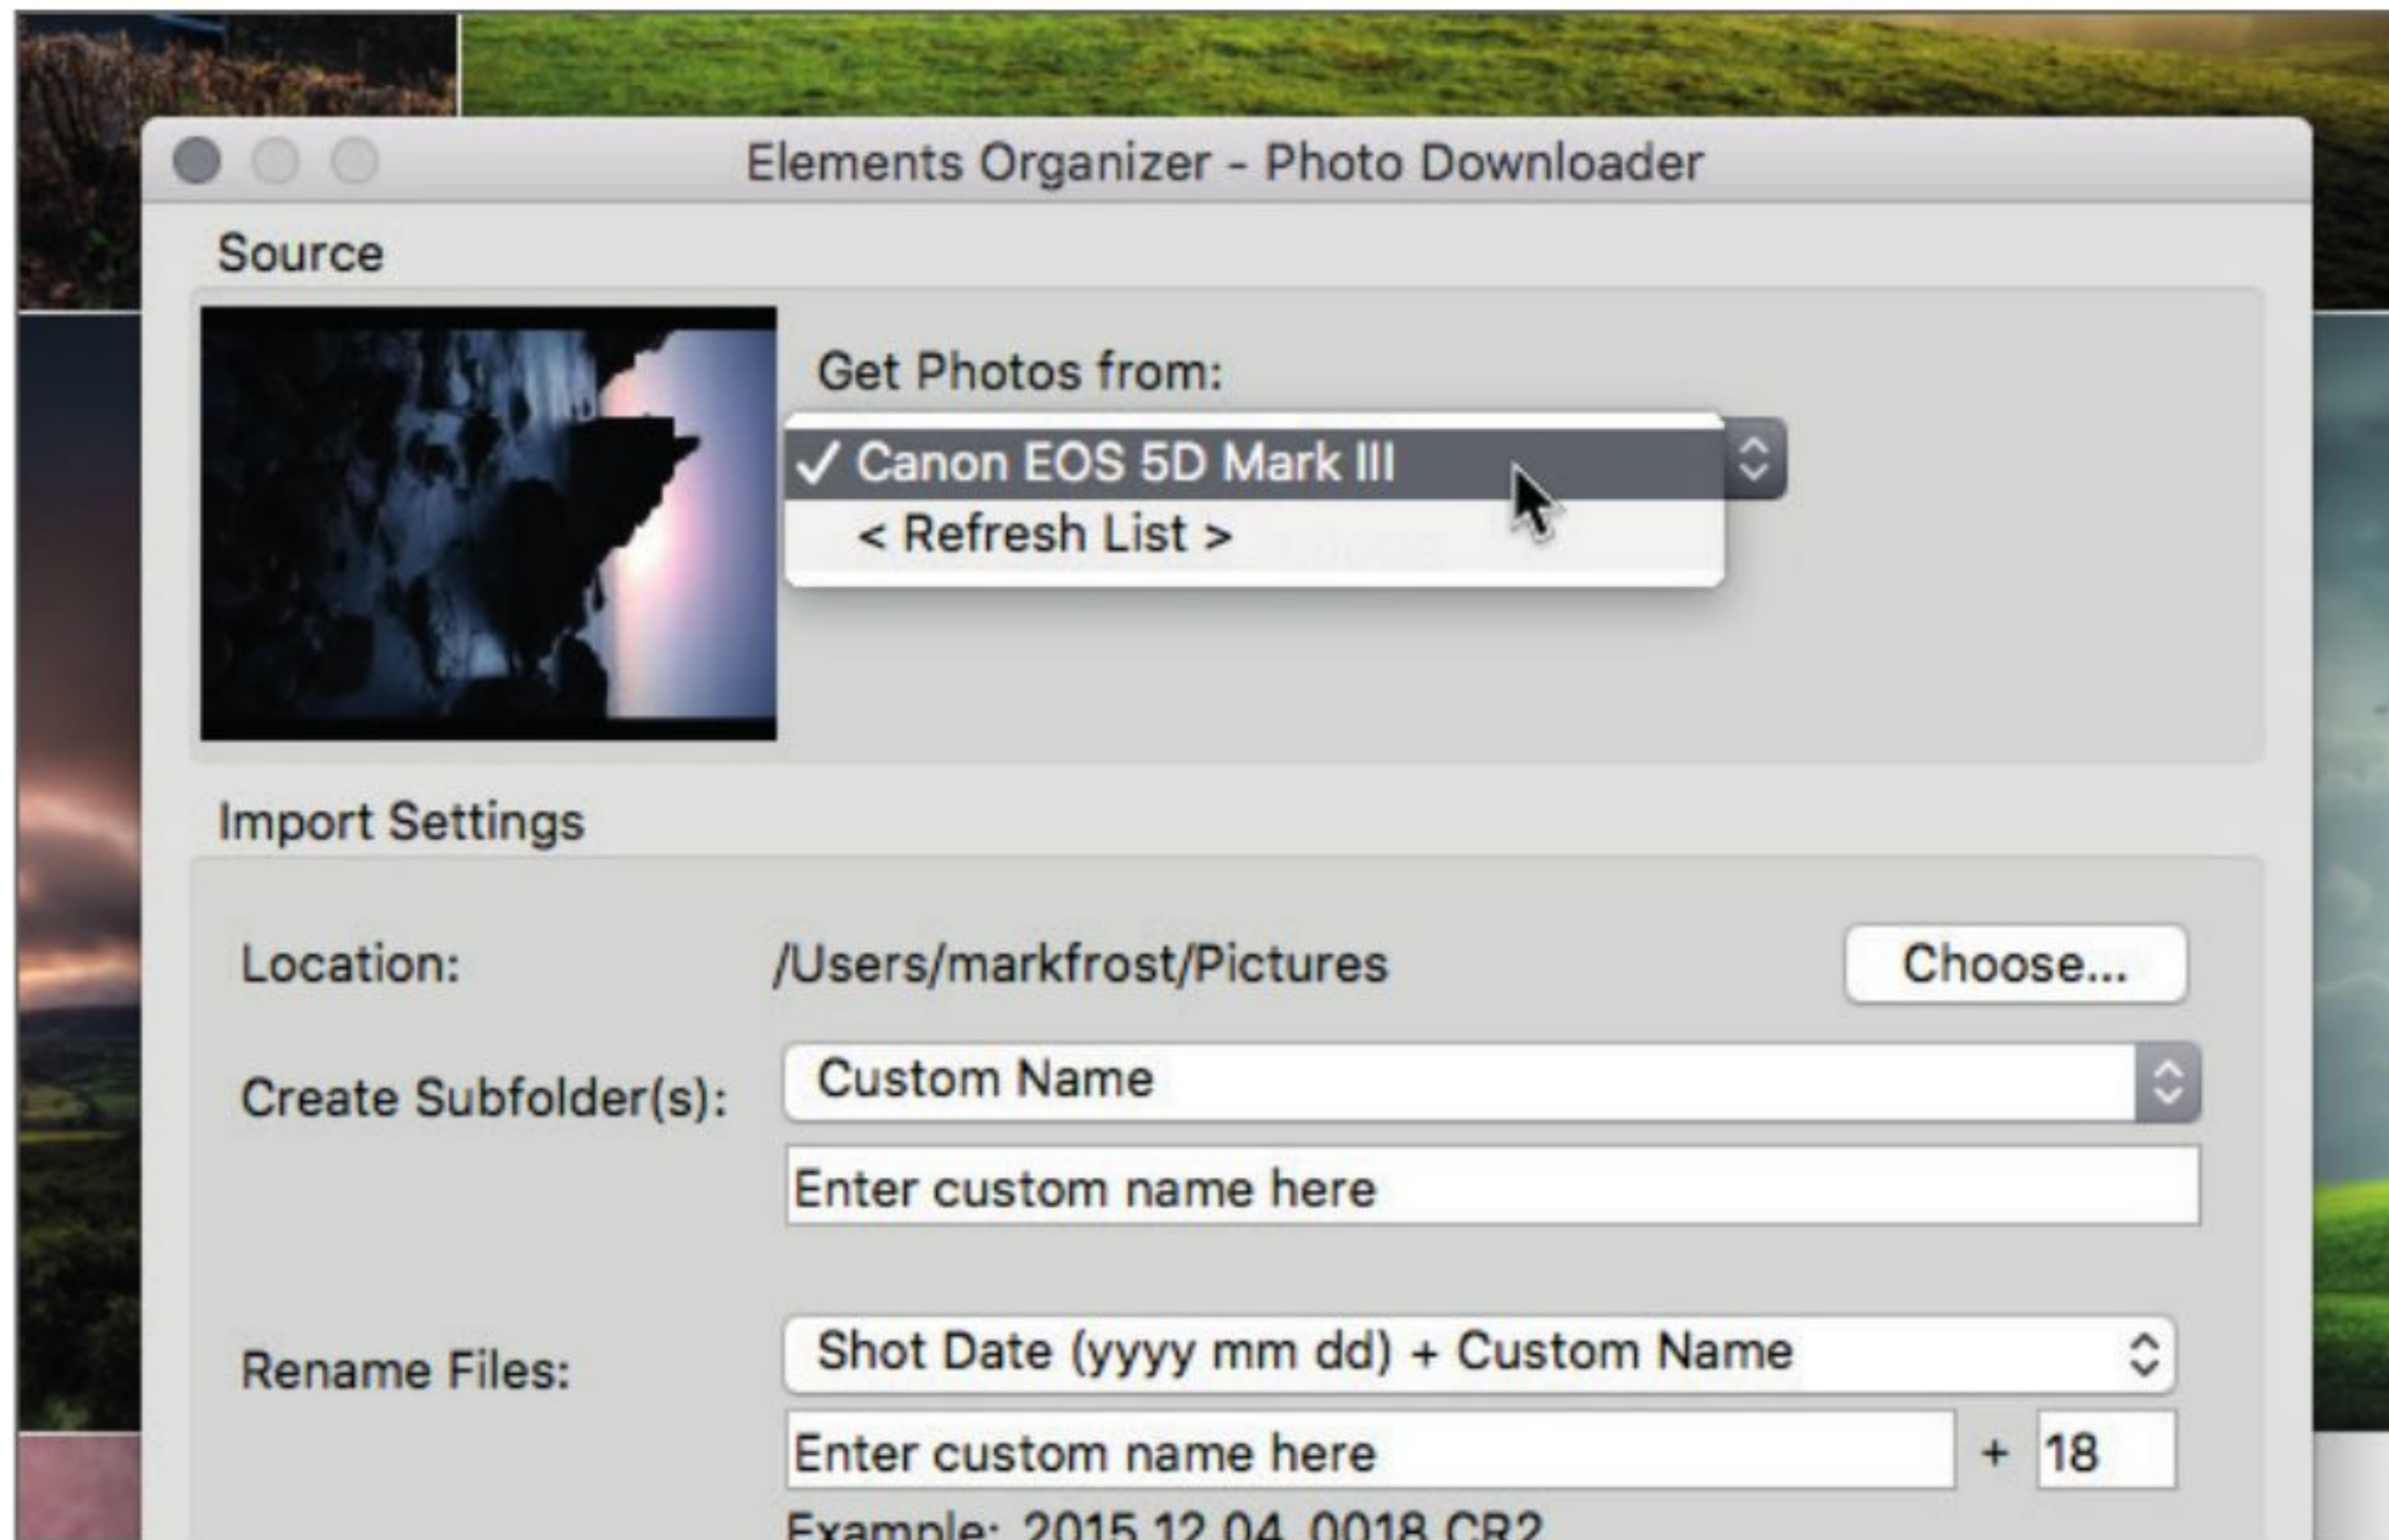 Elements Organizer - Photo Downloader
Source
Get Photos from:
✓ Canon EOS 5D Mark III
< Refresh List >
Import Settings
Location: /Users/markfrost/Pictures Choose...
Create Subfolder(s): Custom Name
Enter custom name here
Rename Files: Shot Date (yyyy mm dd) + Custom Name
Enter custom name here + 18
Example: 2015 12 04_0018.CR2